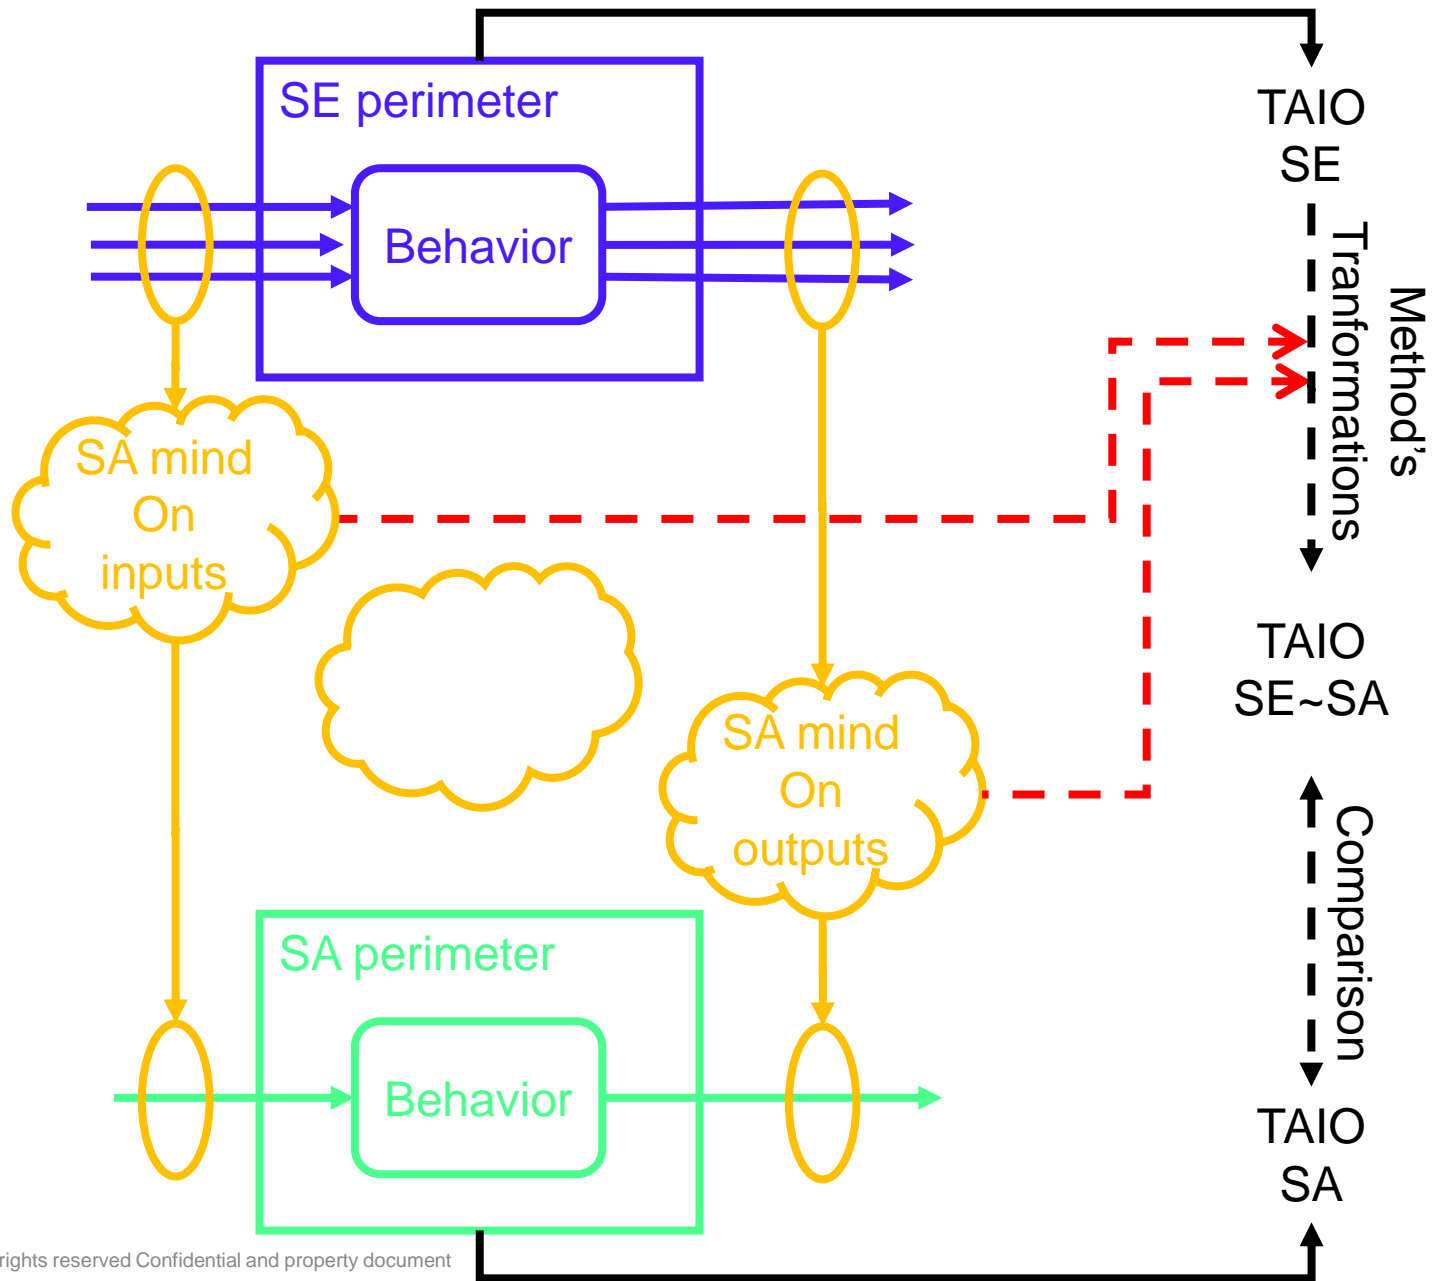 SE perimeter
Behavior
TAIO
SE
Method's
Tranformations
SA mind
On
inputs
TAIO
SE~SA
SA mind
On
outputs
Comparison
SA perimeter
Behavior
TAIO
SA
rights reserved Confidential and property document